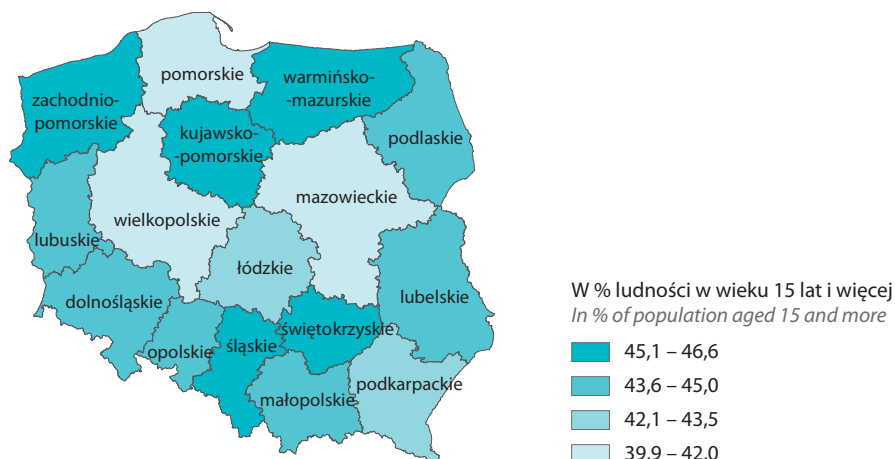 pomorskie
warmińsko-
-mazurskie
zachodnio-
pomorskie
kujawsko-
-pomorskie
podlaskie
mazowieckie
wielkopolskie
lubuskie
łódzkie
dolnośląskie
lubelskie
opolskie
śląskie
świętokrzyskie
podkarpackie
małopolskie
W % ludności w wieku 15 lat i więcej
In % of population aged 15 and more
45,1 – 46,6
43,6 – 45,0
42,1 – 43,5
39,9 – 42,0